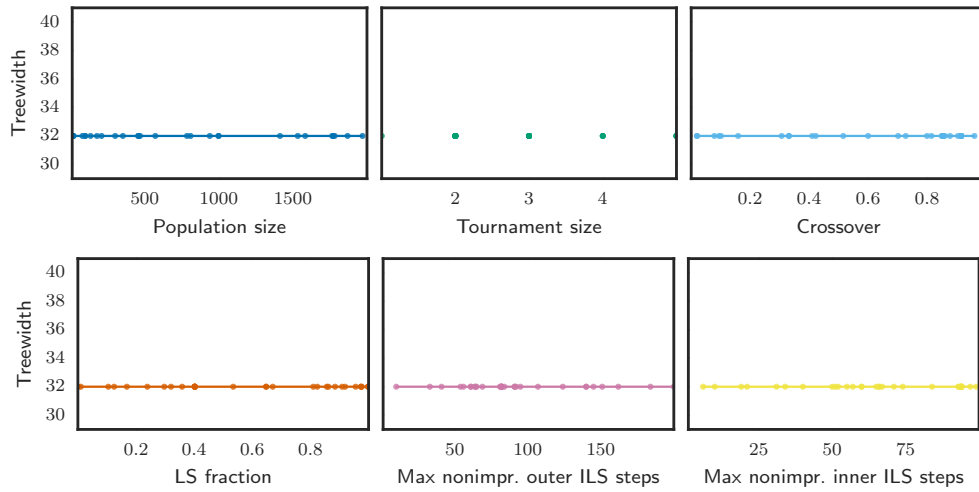 40
38
36
34
32
30
Treewidth
500 1000 1500
2 3 4
0.2 0.4 0.6 0.8
Population size
Tournament size
Crossover
40
38
36
34
32
30
Treewidth
0.2 0.4 0.6 0.8
50 100 150
25 50 75
LS fraction
Max nonimpr. outer ILS steps
Max nonimpr. inner ILS steps